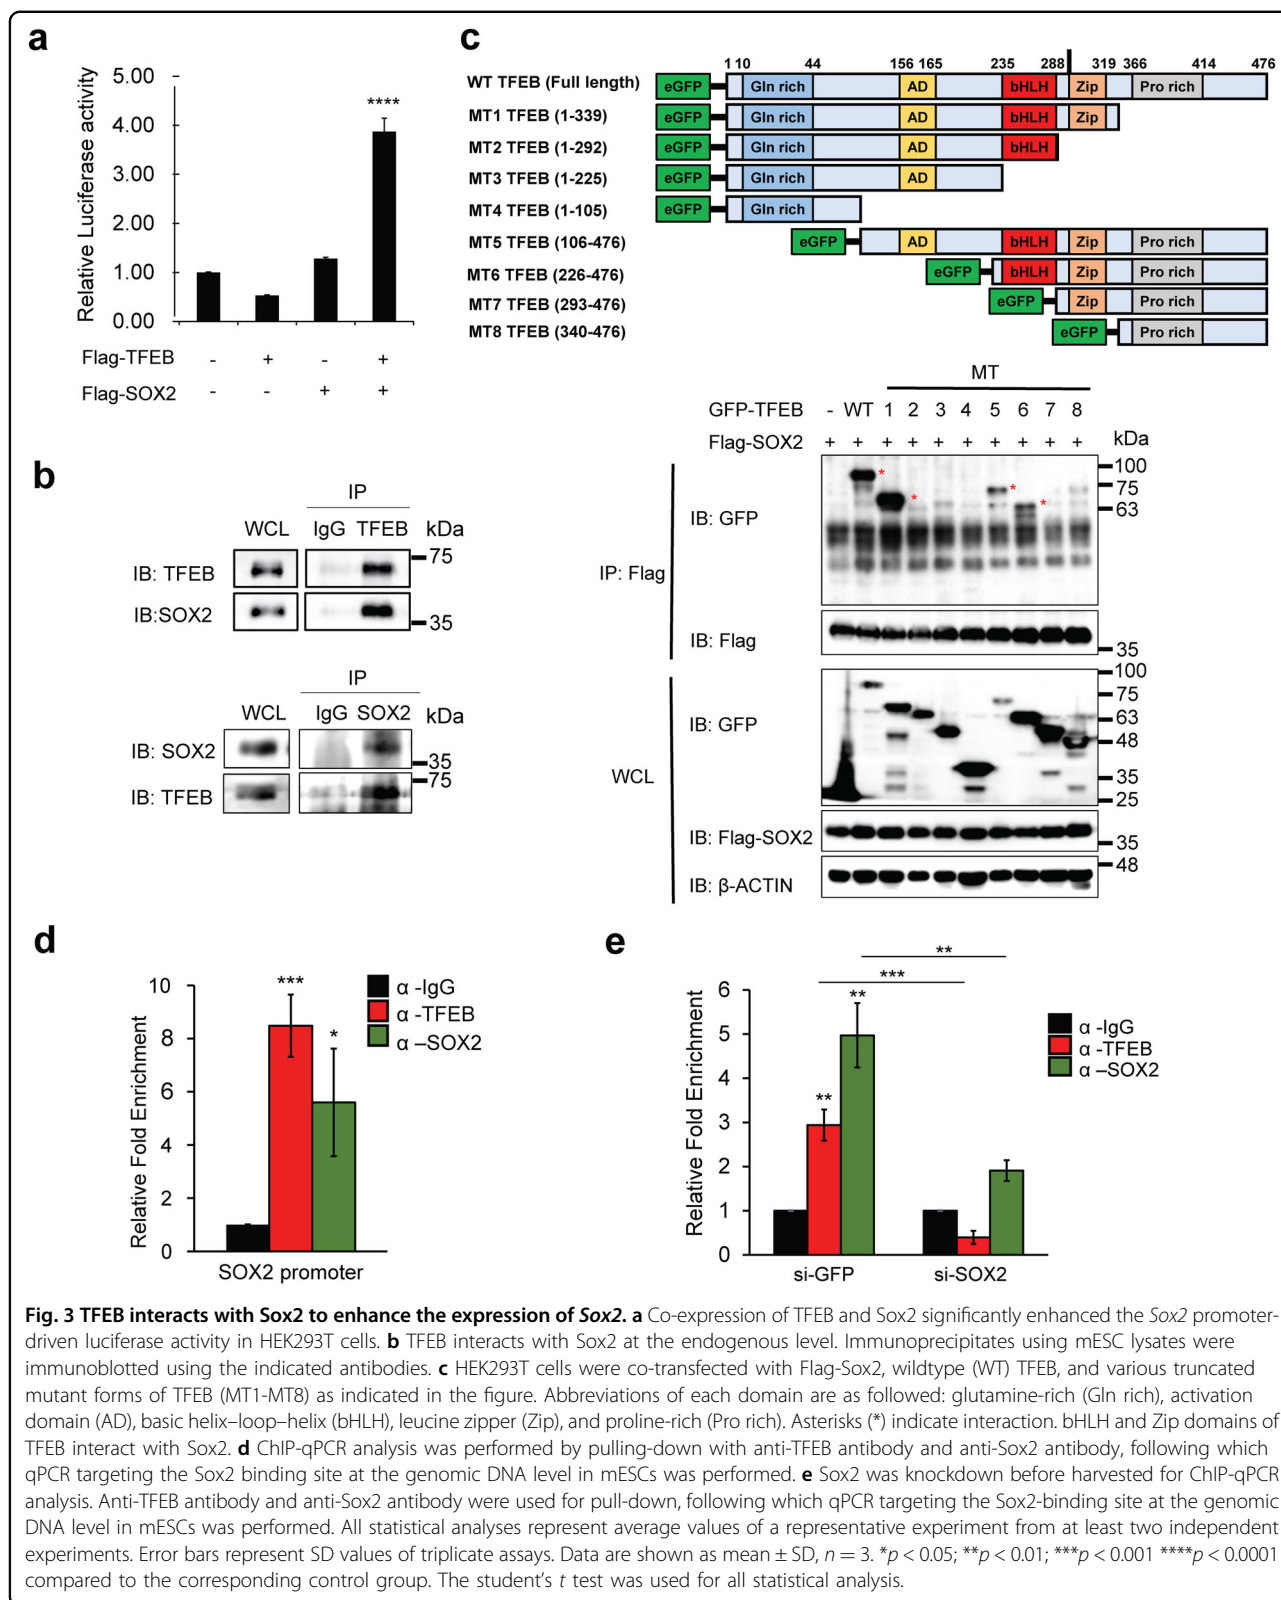 a
Relative Luciferase activity
5.00
4.00
3.00
2.00
1.00
0.00
****
Flag-TFEB - + - +
Flag-SOX2 - - + +
b
IP
WCL IgG TFEB kDa
IB: TFEB 75
IB:SOX2 35
IP
WCL IgG SOX2 kDa
IB: SOX2 35
IB: TFEB 75
c
1 10 44 156 165 235 288 319 366 414 476
WT TFEB (Full length) eGFP Gln rich AD bHLH Zip Pro rich
MT1 TFEB (1-339) eGFP Gln rich AD bHLH Zip
MT2 TFEB (1-292) eGFP Gln rich AD bHLH
MT3 TFEB (1-225) eGFP Gln rich AD
MT4 TFEB (1-105) eGFP Gln rich
MT5 TFEB (106-476) eGFP AD bHLH Zip Pro rich
MT6 TFEB (226-476) eGFP bHLH Zip Pro rich
MT7 TFEB (293-476) eGFP Zip Pro rich
MT8 TFEB (340-476) eGFP Pro rich
MT
GFP-TFEB - WT 1 2 3 4 5 6 7 8
Flag-SOX2 + + + + + + + + + + kDa
IP: Flag
IB: GFP
* * * *
100
75
63
IB: Flag
35
WCL
IB: GFP
100
75
63
48
35
25
IB: Flag-SOX2
35
IB: β-ACTIN
48
d
Relative Fold Enrichment
10
8
6
4
2
0
***
*
α -IgG
α -TFEB
α –SOX2
SOX2 promoter
e
Relative Fold Enrichment
6
5
4
3
2
1
0
**
***
**
**
α -IgG
α -TFEB
α –SOX2
si-GFP si-SOX2
Fig. 3 TFEB interacts with Sox2 to enhance the expression of Sox2. a Co-expression of TFEB and Sox2 significantly enhanced the Sox2 promoter-
driven luciferase activity in HEK293T cells. b TFEB interacts with Sox2 at the endogenous level. Immunoprecipitates using mESC lysates were
immunoblotted using the indicated antibodies. c HEK293T cells were co-transfected with Flag-Sox2, wildtype (WT) TFEB, and various truncated
mutant forms of TFEB (MT1-MT8) as indicated in the figure. Abbreviations of each domain are as followed: glutamine-rich (Gln rich), activation
domain (AD), basic helix–loop–helix (bHLH), leucine zipper (Zip), and proline-rich (Pro rich). Asterisks (*) indicate interaction. bHLH and Zip domains of
TFEB interact with Sox2. d ChIP-qPCR analysis was performed by pulling-down with anti-TFEB antibody and anti-Sox2 antibody, following which
qPCR targeting the Sox2 binding site at the genomic DNA level in mESCs was performed. e Sox2 was knockdown before harvested for ChIP-qPCR
analysis. Anti-TFEB antibody and anti-Sox2 antibody were used for pull-down, following which qPCR targeting the Sox2-binding site at the genomic
DNA level in mESCs was performed. All statistical analyses represent average values of a representative experiment from at least two independent
experiments. Error bars represent SD values of triplicate assays. Data are shown as mean ± SD, n = 3. *p < 0.05; **p < 0.01; ***p < 0.001 ****p < 0.0001
compared to the corresponding control group. The student's t test was used for all statistical analysis.